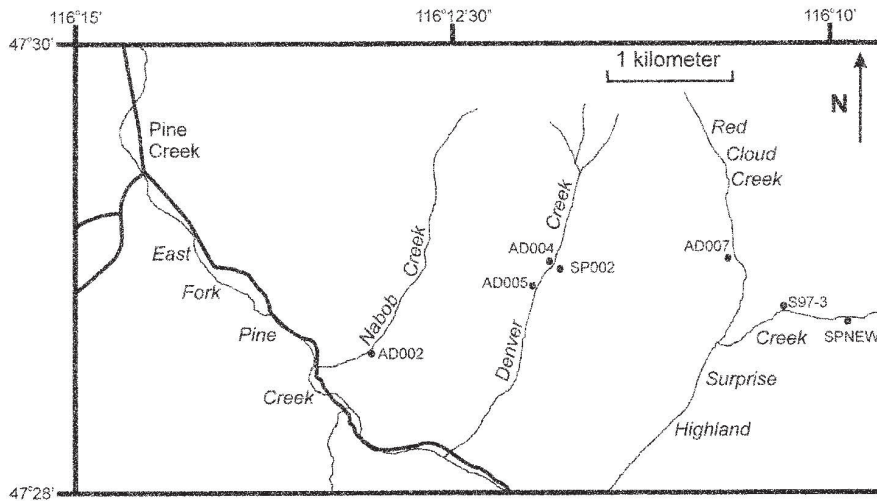 116°15'
116°12'30"
116°10'
47°30'
1 kilometer
N
Pine
Creek
Red
Cloud
Creek
Creek
East
Fork
Pine
Creek
Nabob
Creek
AD002
AD004
SP002
AD005
Denver
AD007
S97-3
Creek
SPNEW
Surprise
Highland
47°28'